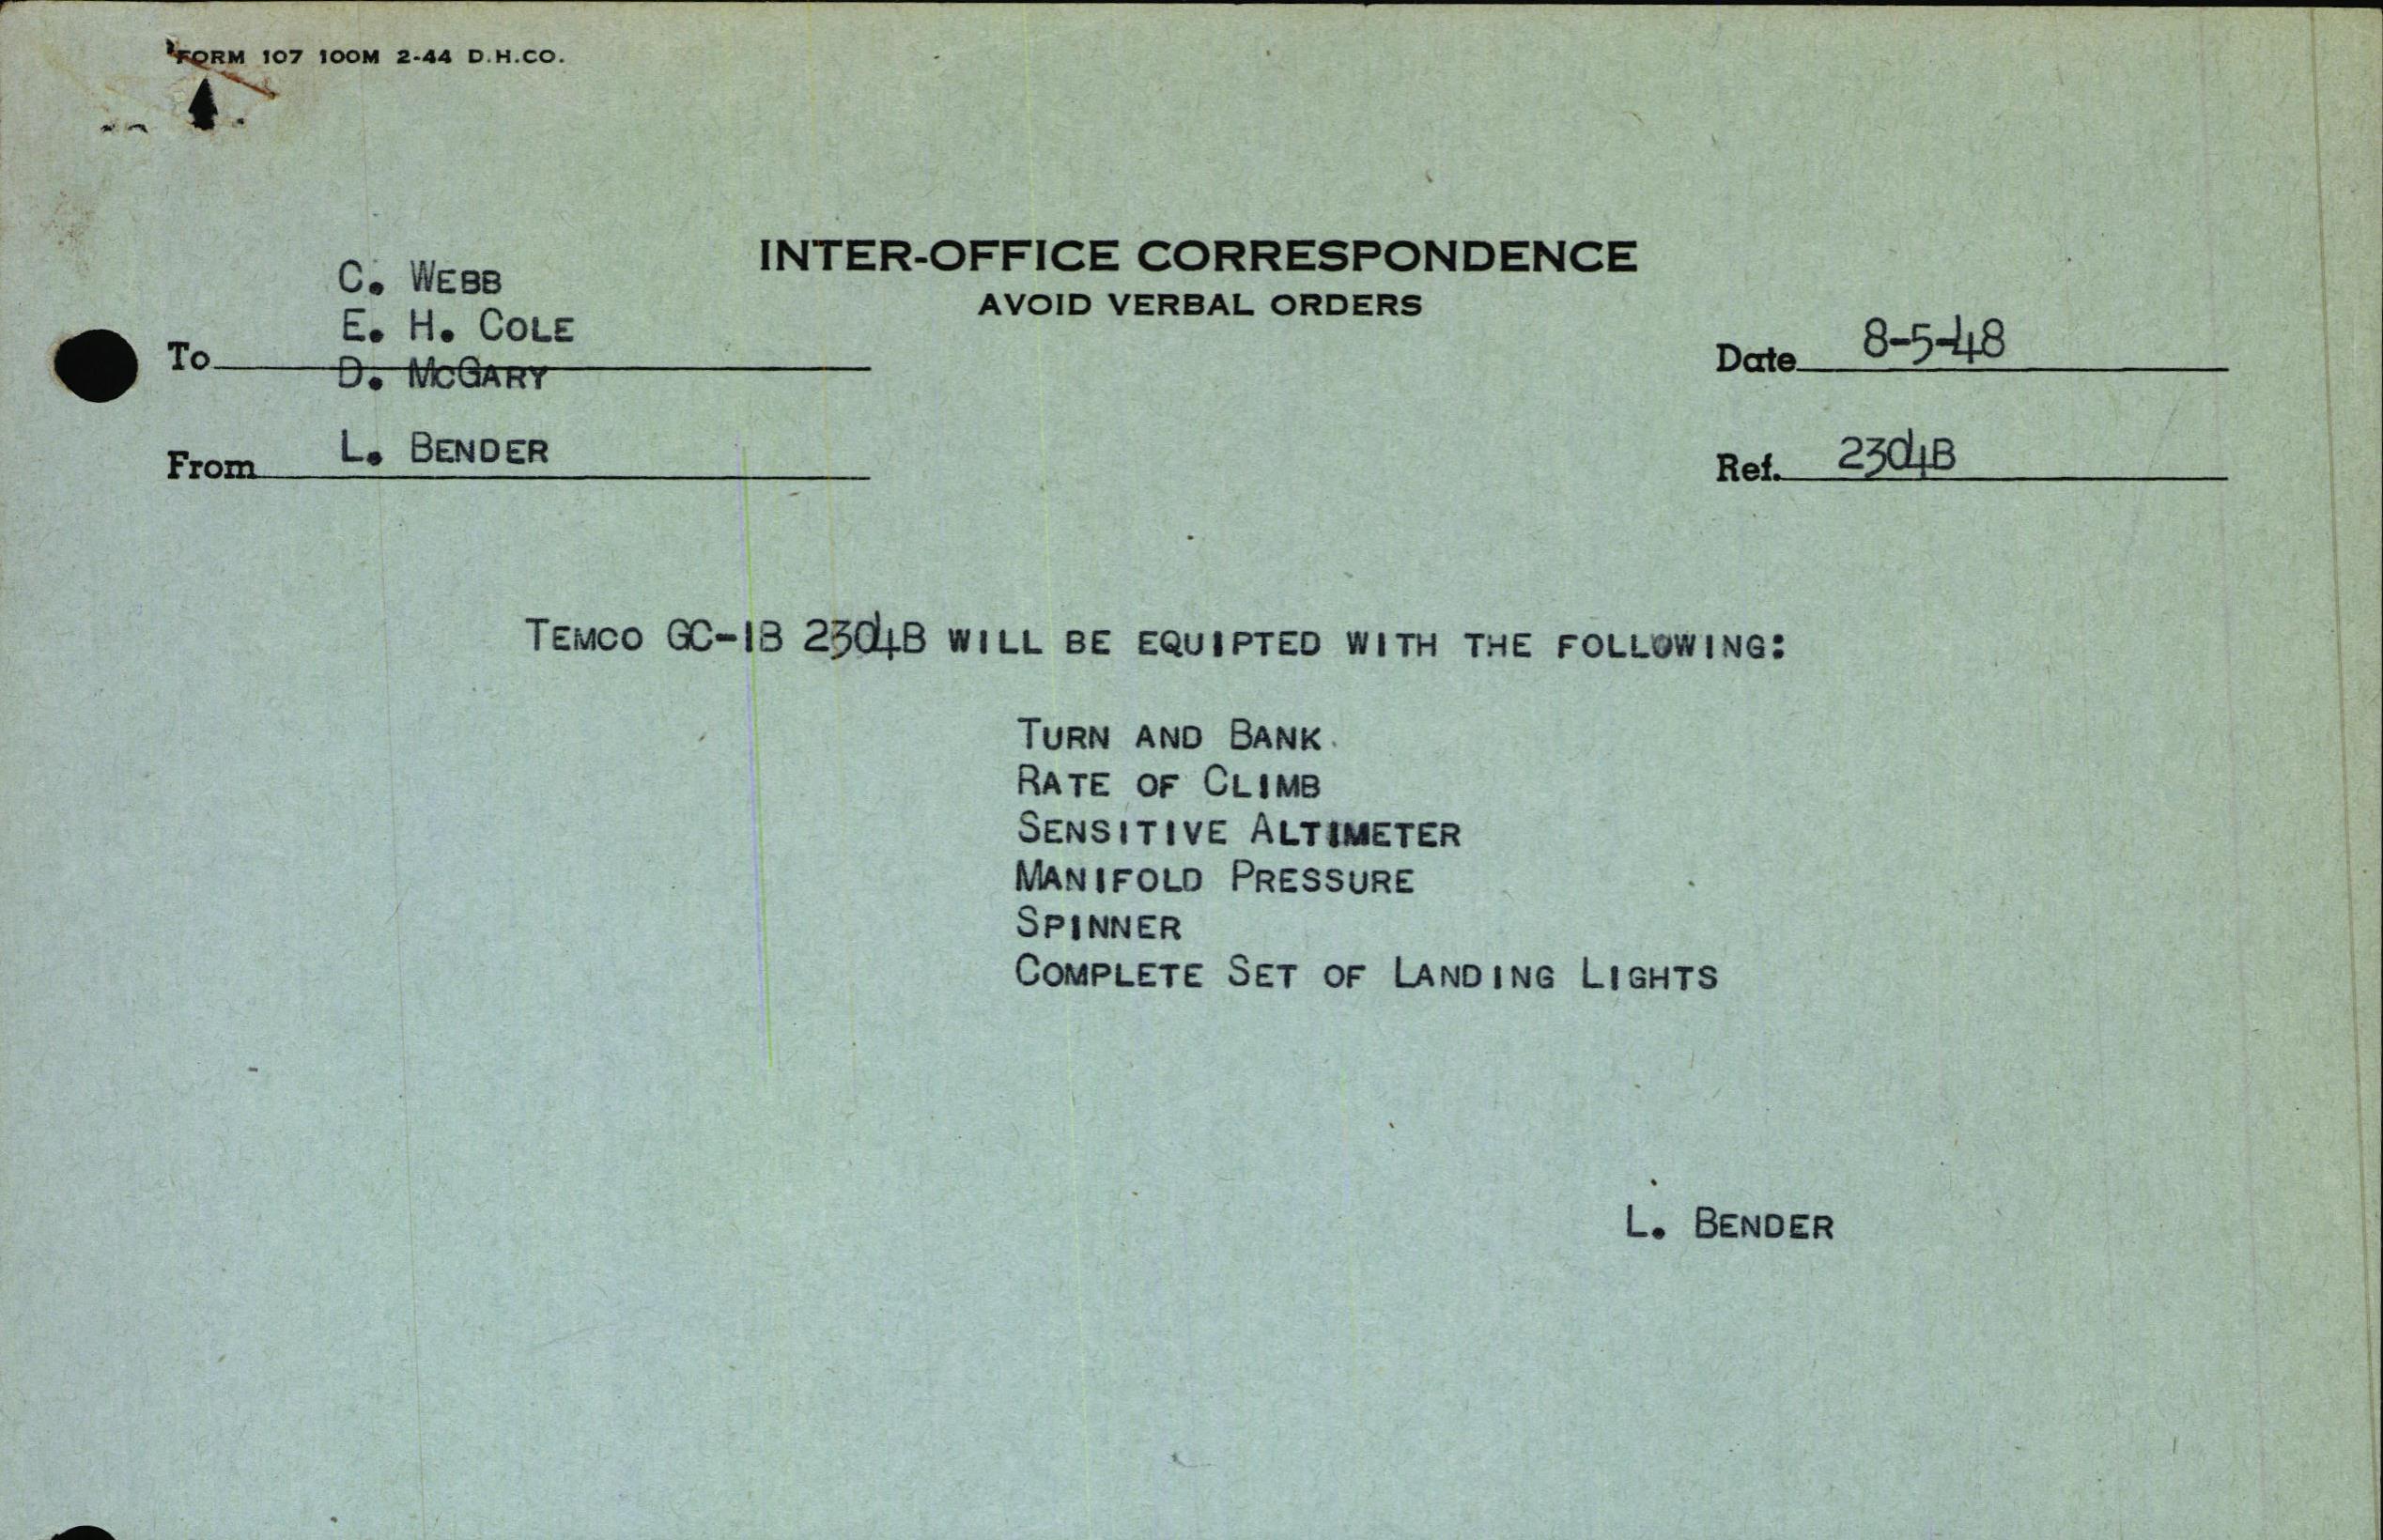 FORM 107 100M 2-44 D.H.CO.
INTER-OFFICE CORRESPONDENCE
AVOID VERBAL ORDERS
C. WEBB
E. H. COLE
To D. MCGARY
Date 8-5-48
From L. BENDER
Ref. 2304B
TEMCO GC-1B 2304B WILL BE EQUIPTED WITH THE FOLLOWING:
TURN AND BANK
RATE OF CLIMB
SENSITIVE ALTIMETER
MANIFOLD PRESSURE
SPINNER
COMPLETE SET OF LANDING LIGHTS
L. BENDER